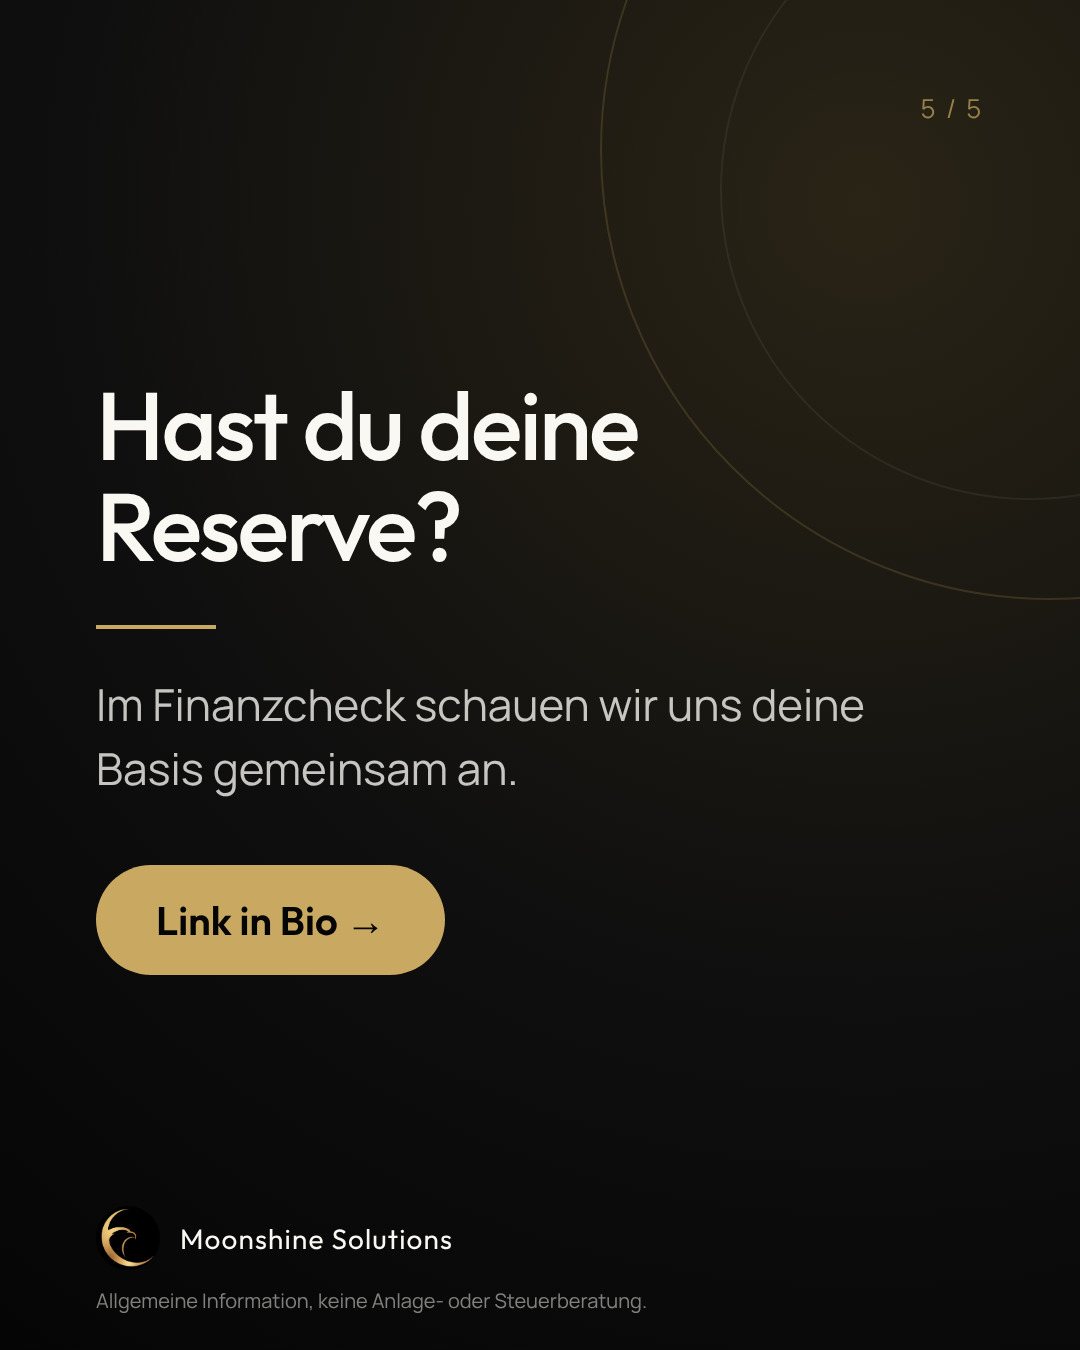 5 / 5
Hast du deine
Reserve?
Im Finanzcheck schauen wir uns deine
Basis gemeinsam an.
Link in Bio →
Moonshine Solutions
Allgemeine Information, keine Anlage- oder Steuerberatung.